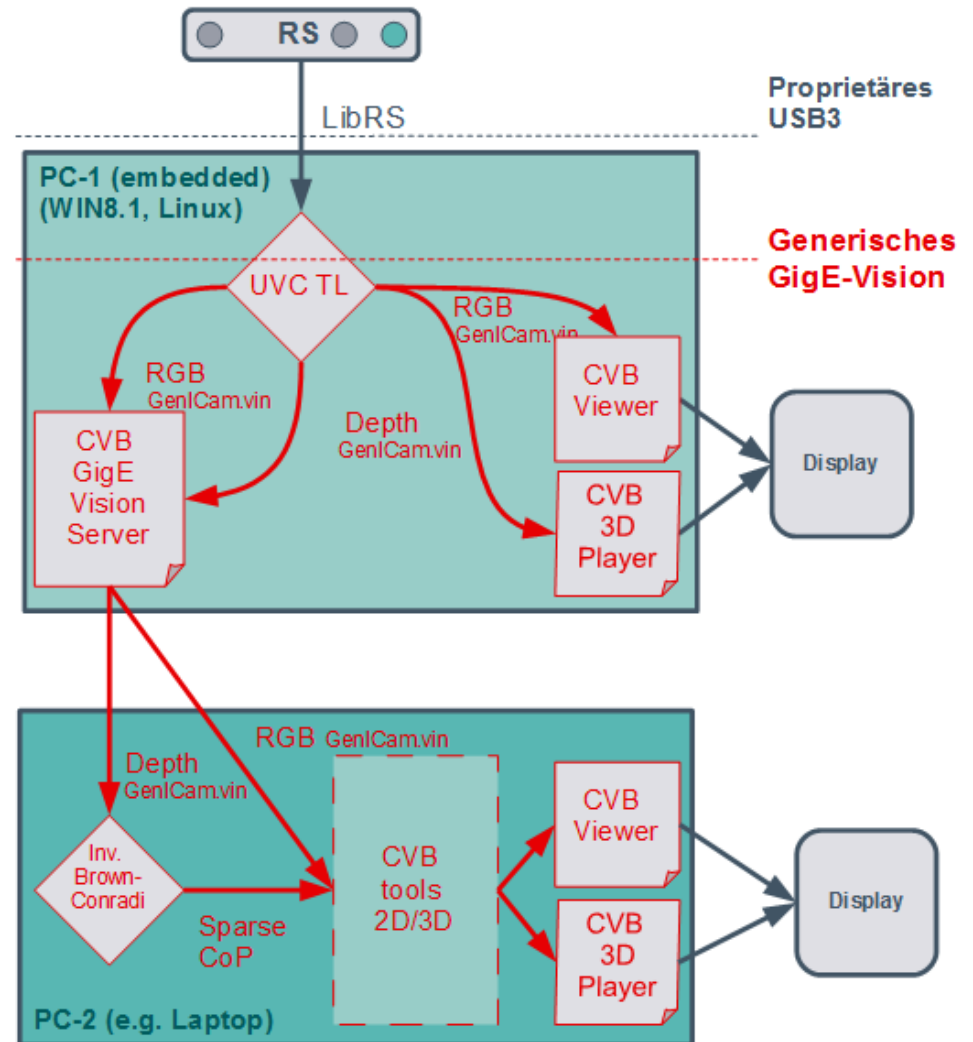 RS
LibRS
Proprietäres
USB3
PC-1 (embedded)
(WIN8.1, Linux)
Generisches
GigE-Vision
UVC TL
RGB
GenICam.vin
RGB
GenICam.vin
Depth
GenICam.vin
CVB
GigE
Vision
Server
CVB
Viewer
CVB
3D
Player
Display
RGB GenICam.vin
Depth
GenICam.vin
Inv.
Brown-
Conradi
Sparse
CoP
CVB
tools
2D/3D
CVB
Viewer
CVB
3D
Player
Display
PC-2 (e.g. Laptop)